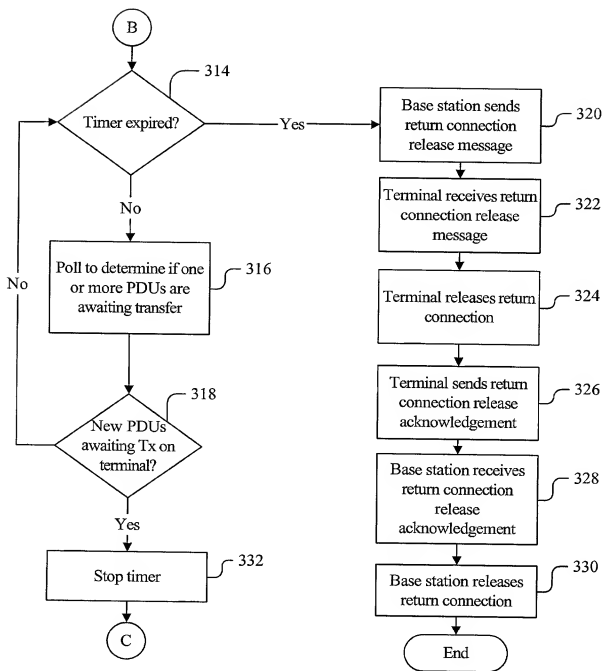 B
314
Timer expired?
Yes
No
Poll to determine if one
or more PDUs are
awaiting transfer
316
No
318
New PDUs
awaiting Tx on
terminal?
Yes
Stop timer
332
C
Base station sends
return connection
release message
320
Terminal receives return
connection release
message
322
Terminal releases return
connection
324
Terminal sends return
connection release
acknowledgement
326
Base station receives
return connection
release
acknowledgement
328
Base station releases
return connection
330
End